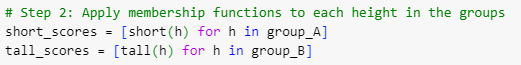 # Step 2: Apply membership functions to each height in the groups
short_scores = [short(h) for h in group_A]
tall_scores = [tall(h) for h in group_B]